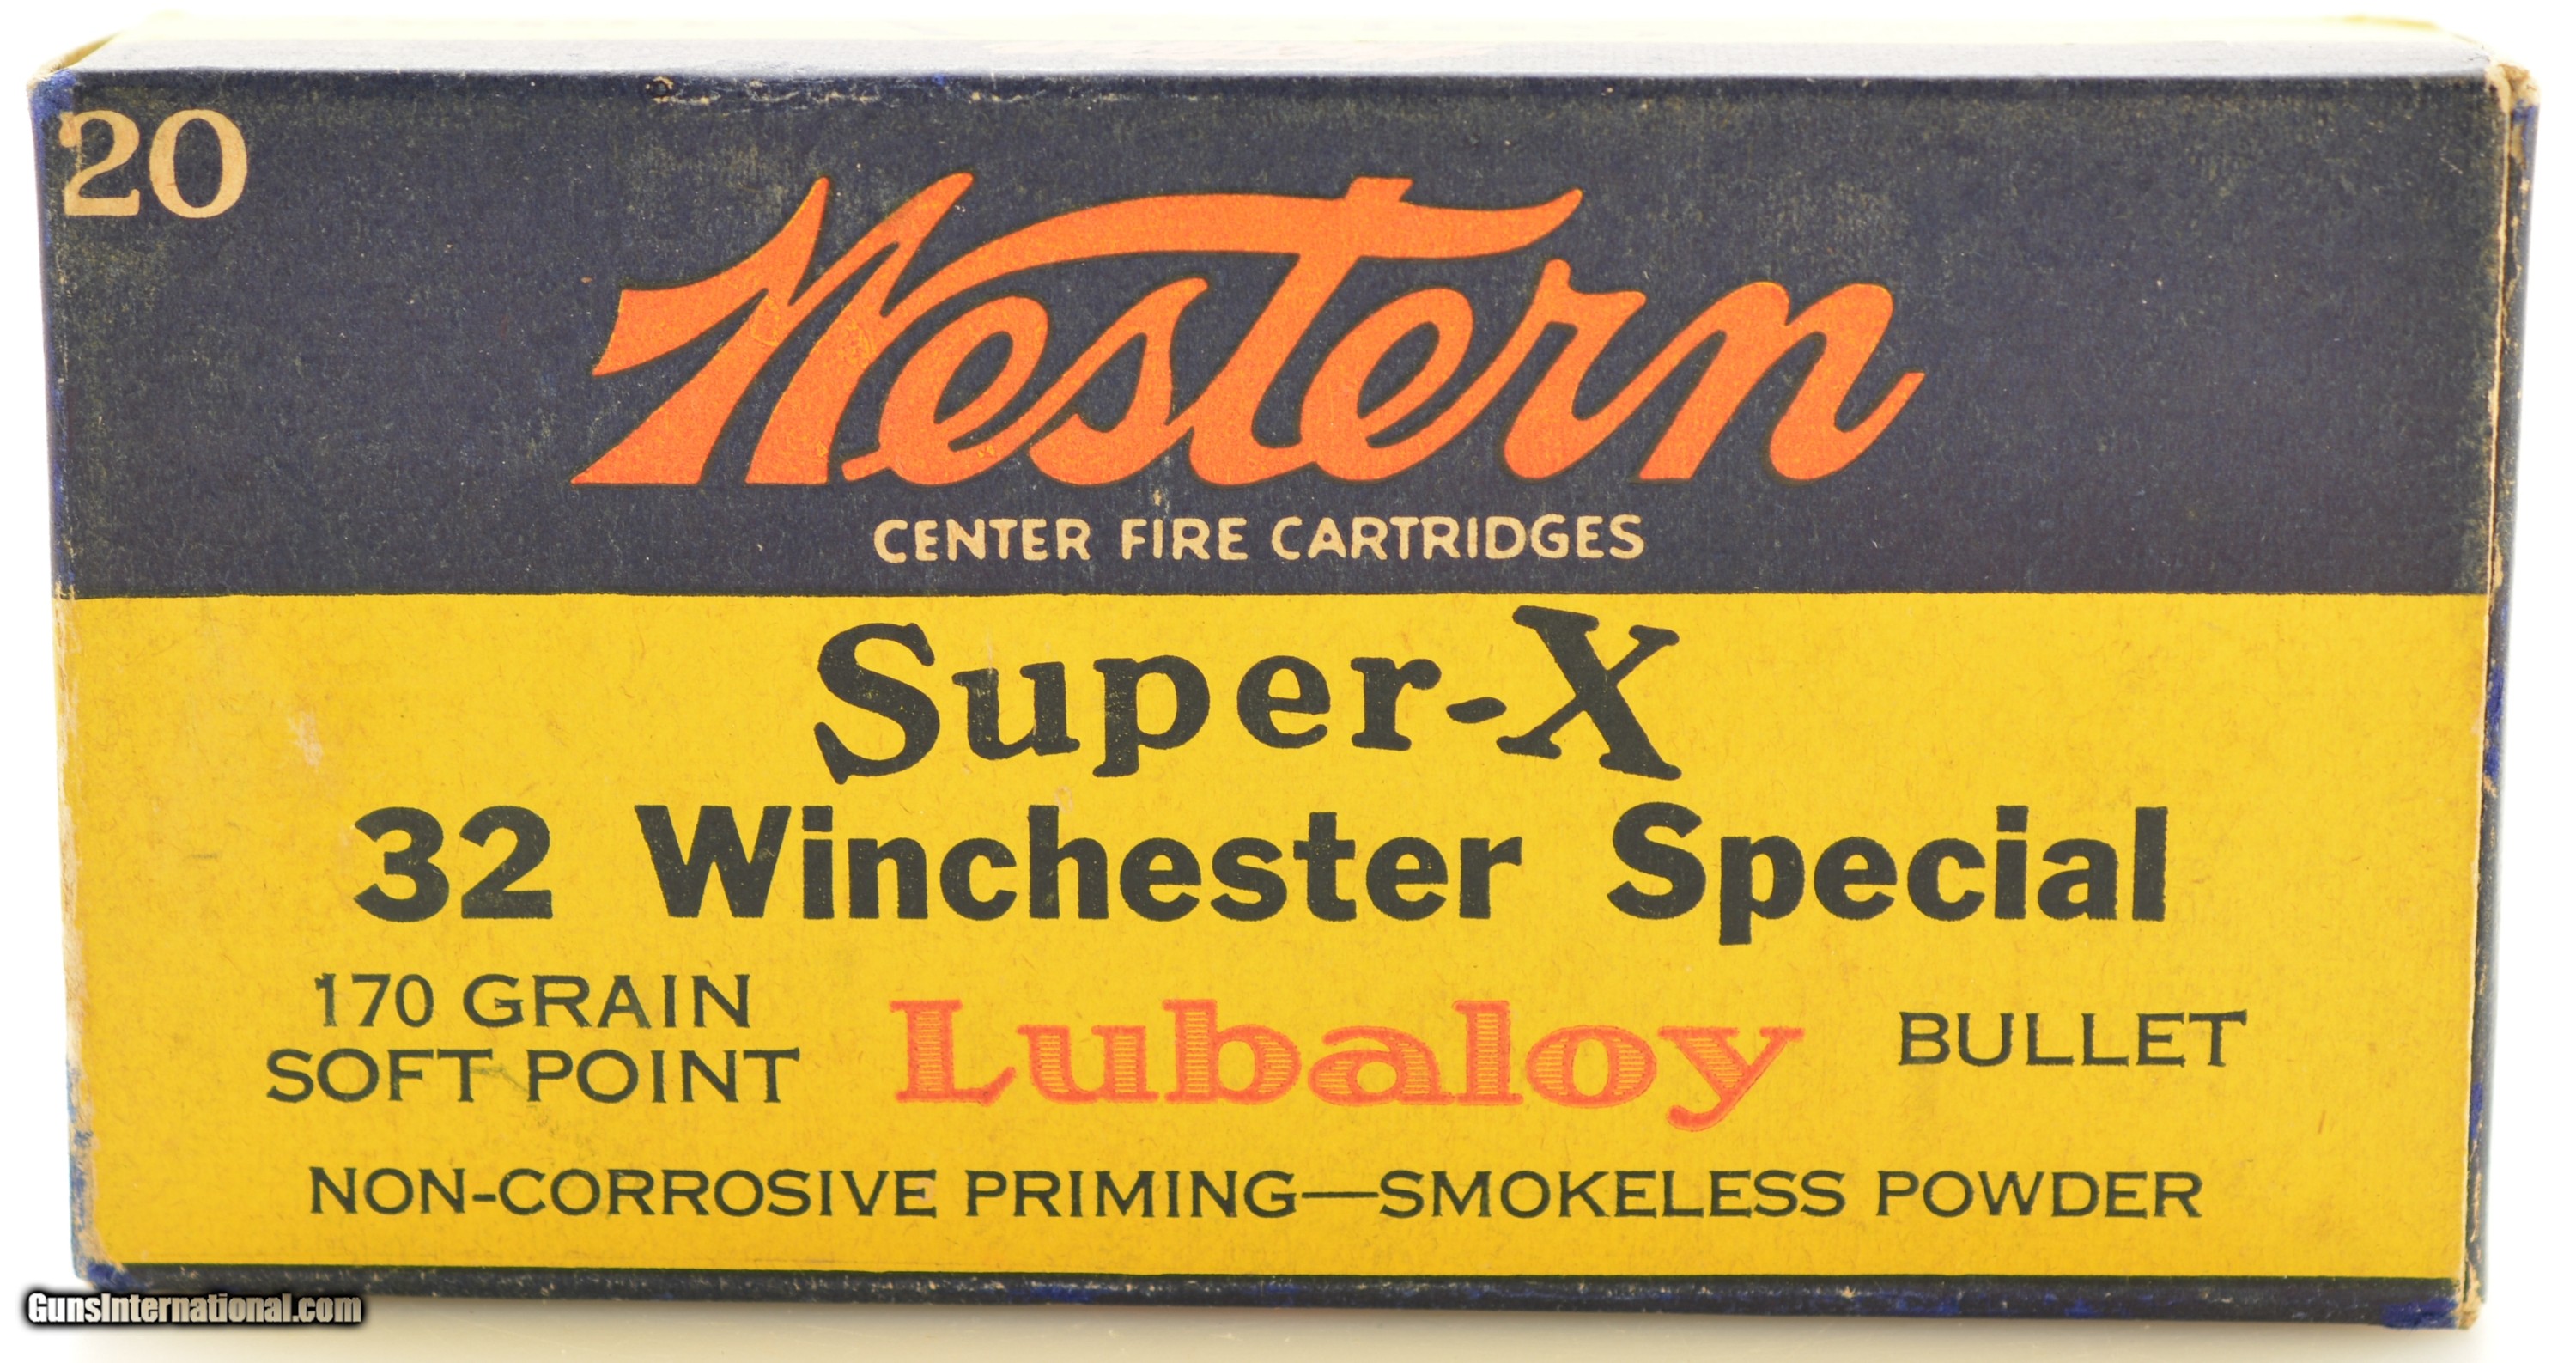 20
Western
CENTER FIRE CARTRIDGES
Super-X
32 Winchester Special
170 GRAIN
SOFT POINT
Lubaloy
BULLET
NON-CORROSIVE PRIMING—SMOKELESS POWDER
GunsInternational.com